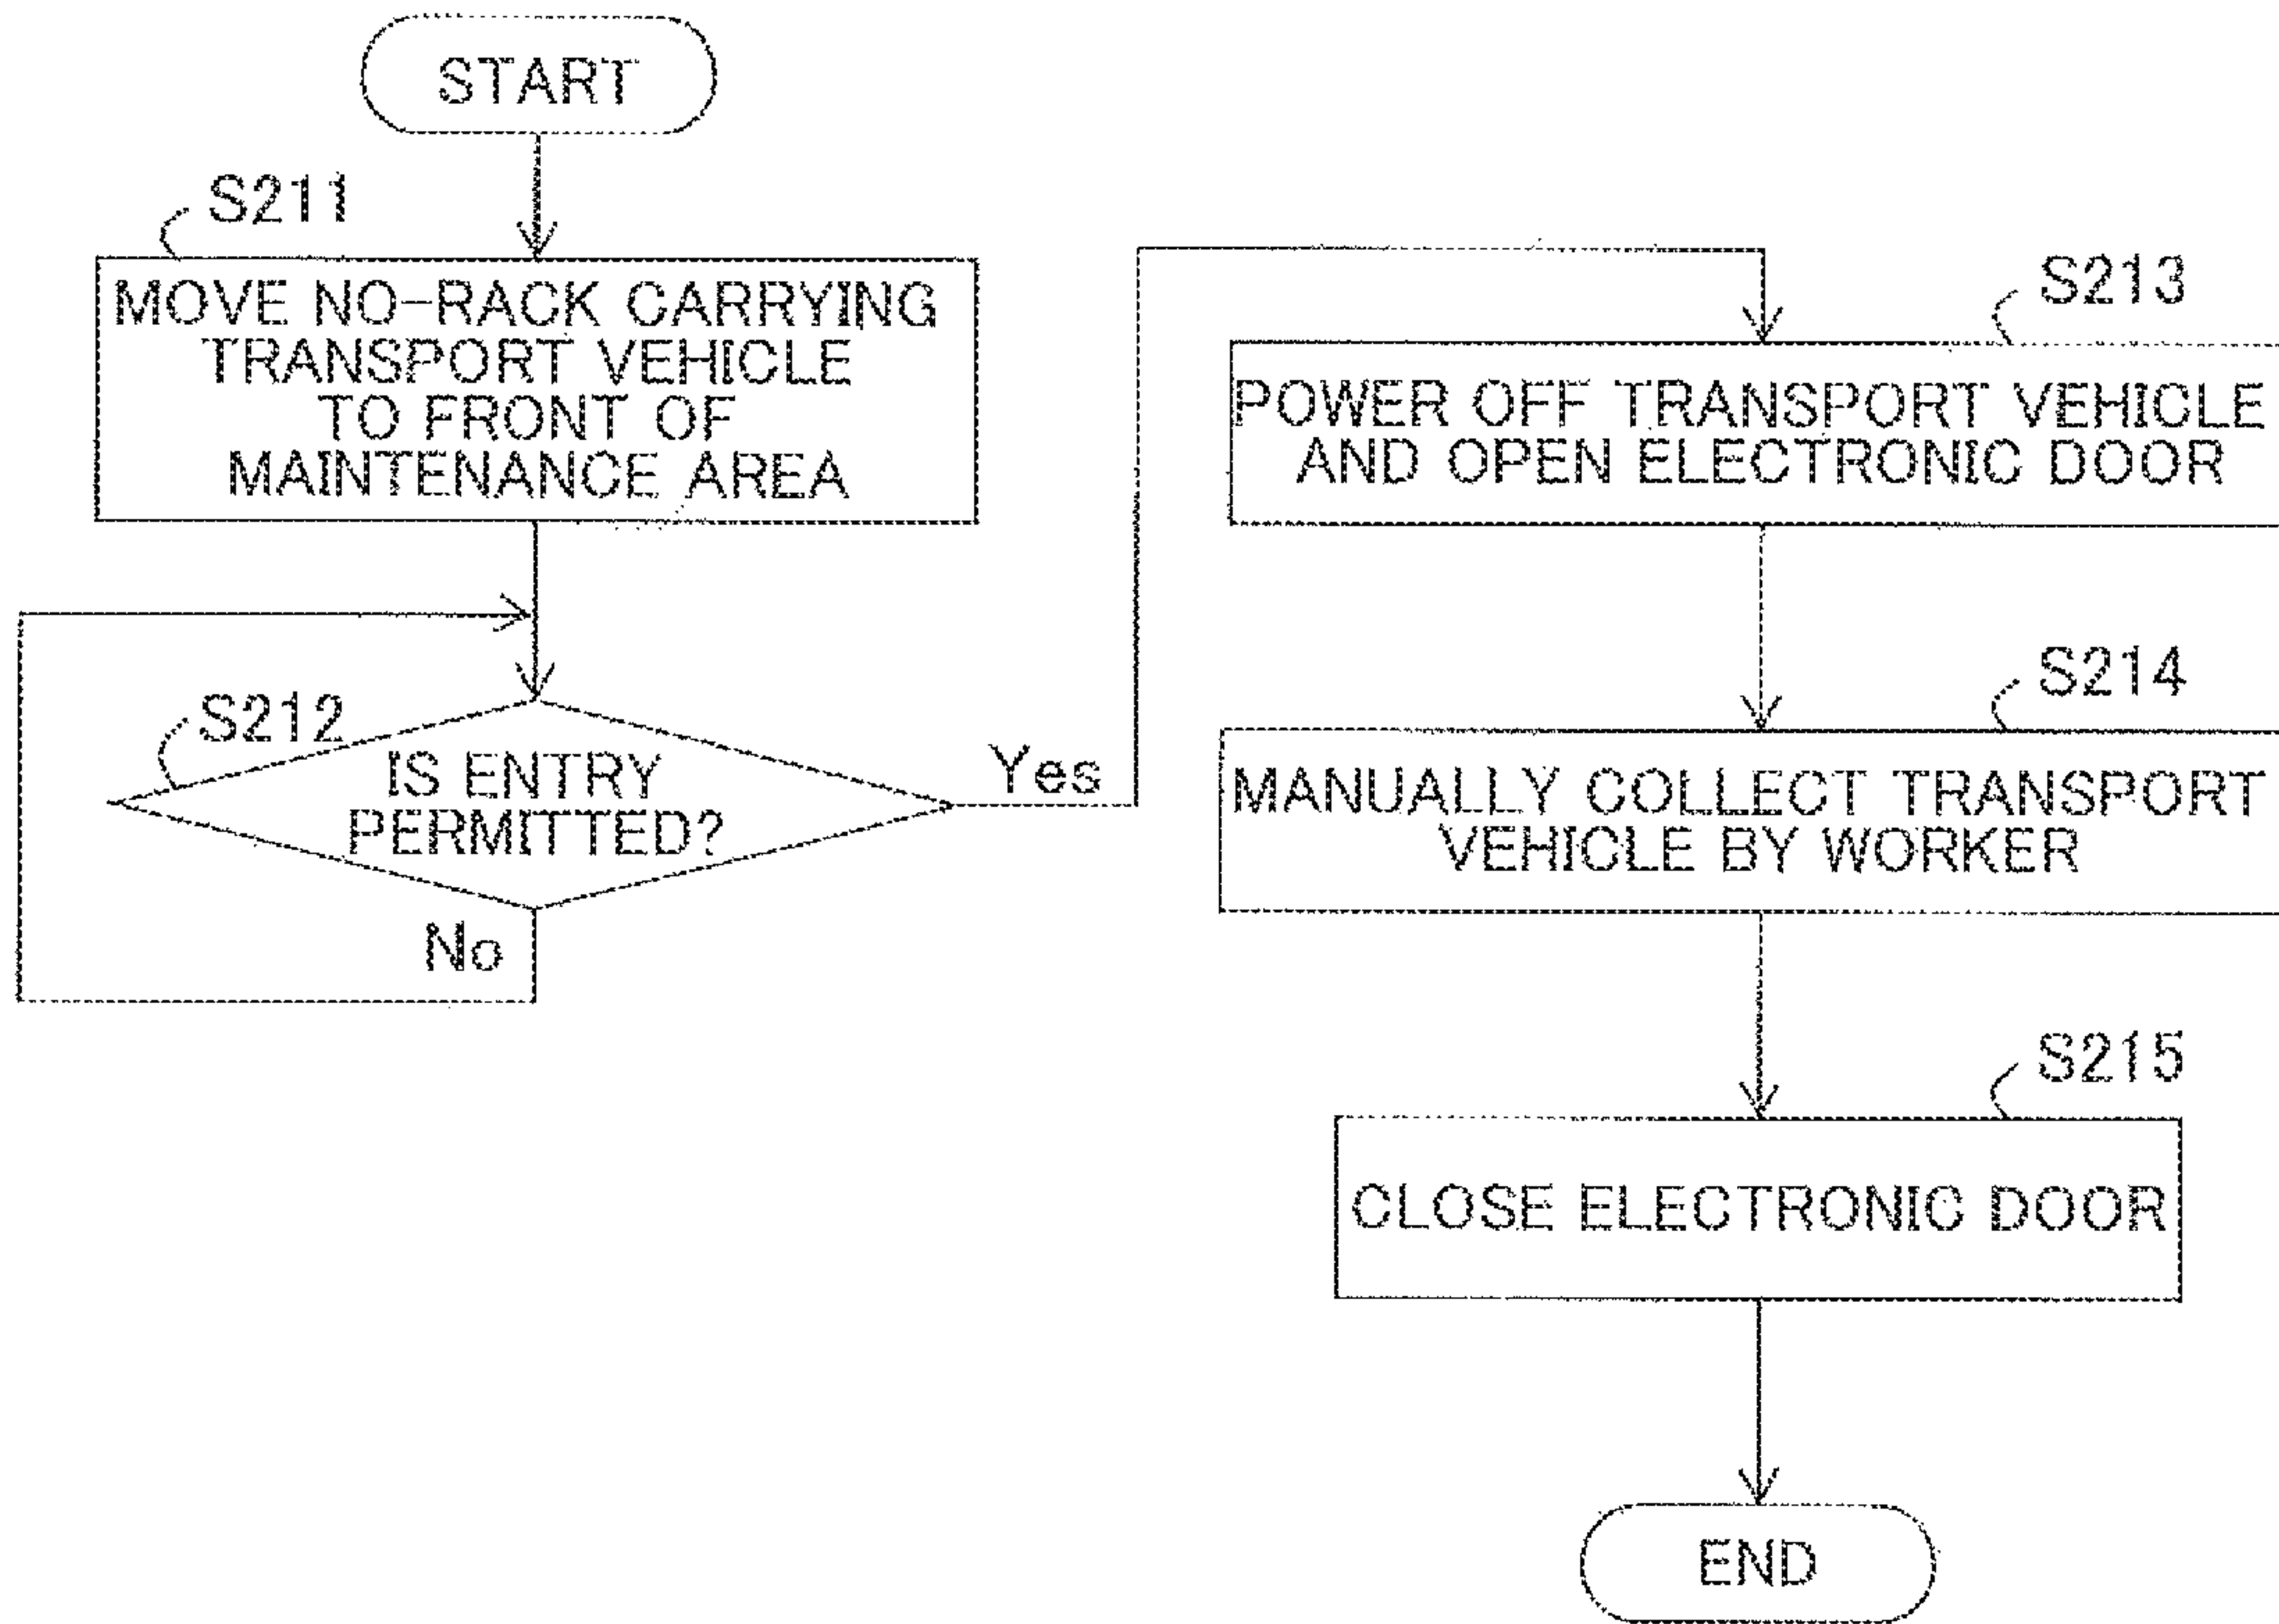 START
S211
MOVE NO-RACK CARRYING
TRANSPORT VEHICLE
TO FRONT OF
MAINTENANCE AREA
S212
IS ENTRY
PERMITTED?
Yes
No
S213
POWER OFF TRANSPORT VEHICLE
AND OPEN ELECTRONIC DOOR
S214
MANUALLY COLLECT TRANSPORT
VEHICLE BY WORKER
S215
CLOSE ELECTRONIC DOOR
END